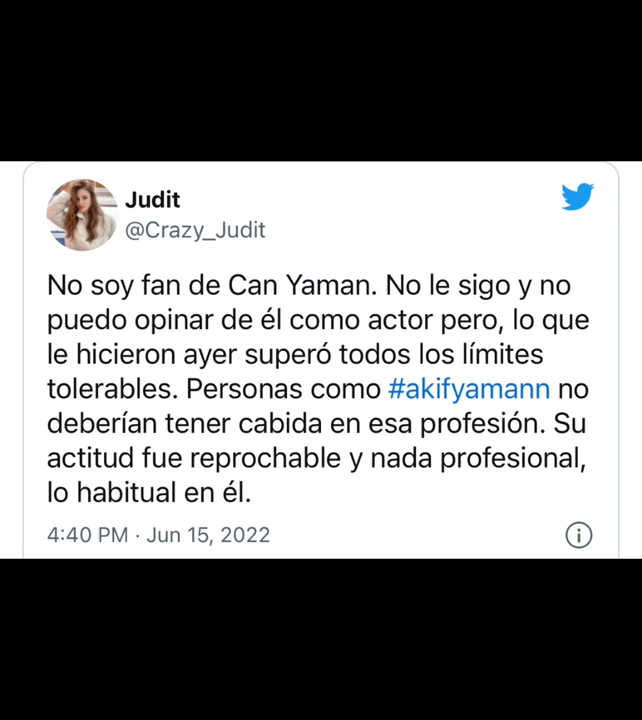 Judit
@Crazy_Judit
No soy fan de Can Yaman. No le sigo y no
puedo opinar de él como actor pero, lo que
le hicieron ayer superó todos los límites
tolerables. Personas como #akifyamann no
deberían tener cabida en esa profesión. Su
actitud fue reprochable y nada profesional,
lo habitual en él.
4:40 PM · Jun 15, 2022